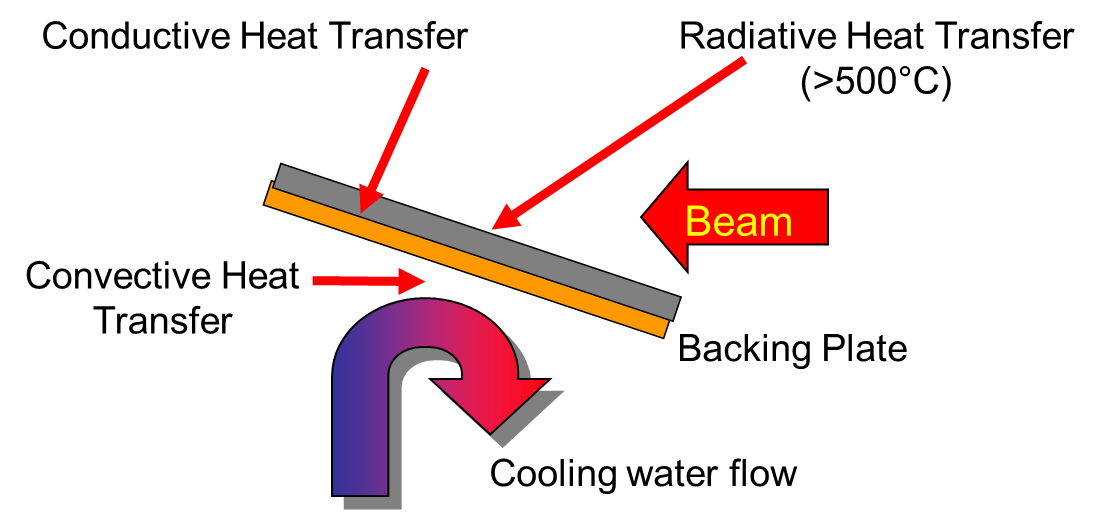 Conductive Heat Transfer
Radiative Heat Transfer
(>500°C)
Beam
Convective Heat
Transfer
Backing Plate
Cooling water flow